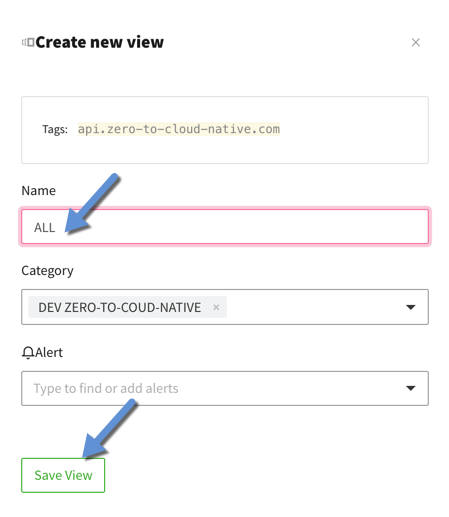 Create new view
Tags: api.zero-to-cloud-native.com
Name
ALL
Category
DEV ZERO-TO-COUD-NATIVE ×
Alert
Type to find or add alerts
Save View